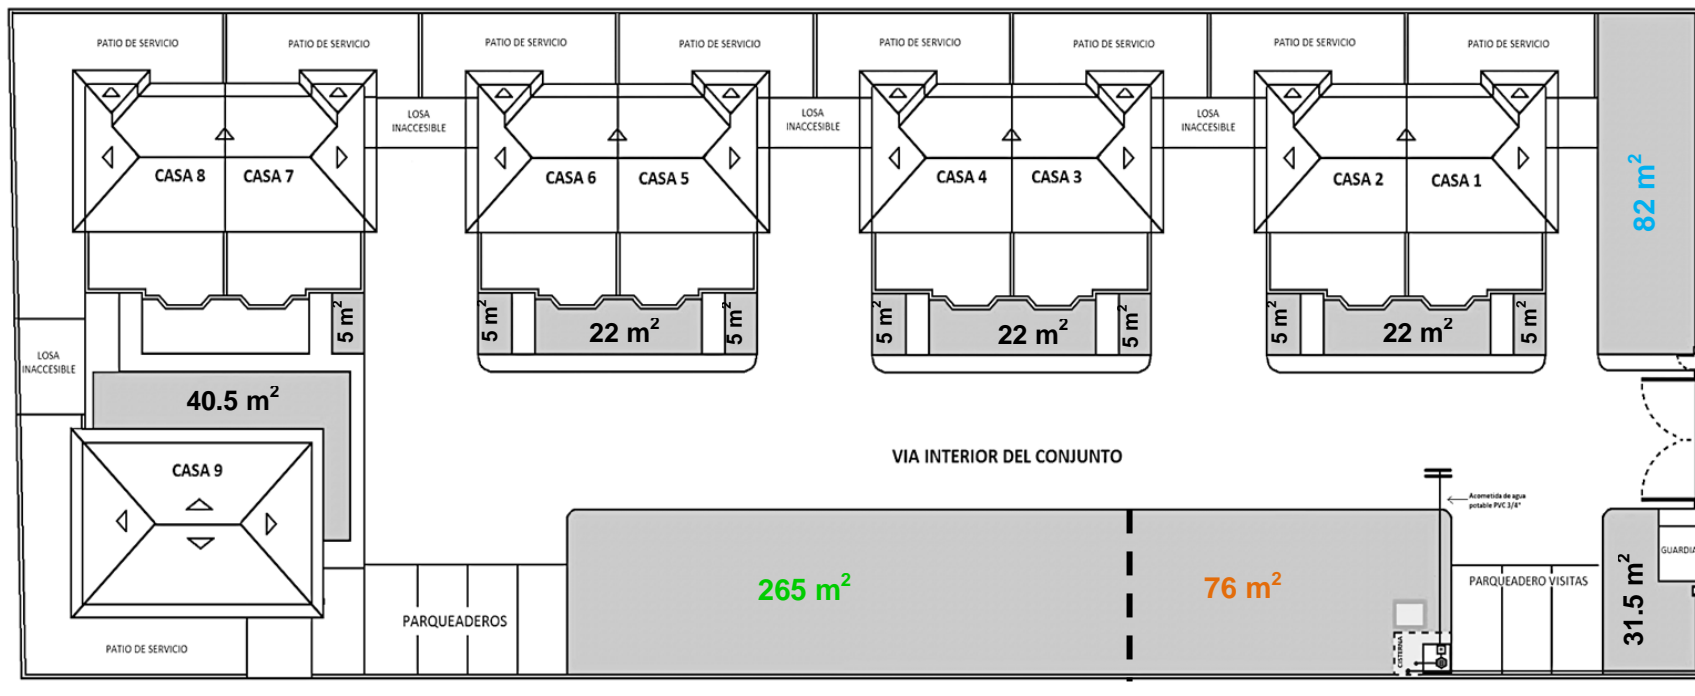 PATIO DE SERVICIO
PATIO DE SERVICIO
PATIO DE SERVICIO
PATIO DE SERVICIO
PATIO DE SERVICIO
PATIO DE SERVICIO
PATIO DE SERVICIO
PATIO DE SERVICIO
LOSA
INACCESIBLE
LOSA
INACCESIBLE
LOSA
INACCESIBLE
CASA 8
CASA 7
CASA 6
CASA 5
CASA 4
CASA 3
CASA 2
CASA 1
82 m²
5 m²
5 m²
22 m²
5 m²
5 m²
22 m²
5 m²
5 m²
22 m²
5 m²
LOSA
INACCESIBLE
40.5 m²
CASA 9
VIA INTERIOR DEL CONJUNTO
Acometida de agua
potable PVC 3/4"
265 m²
76 m²
GUARDIA
PARQUEADERO VISITAS
31.5 m²
PARQUEADEROS
CISTERNA
PATIO DE SERVICIO